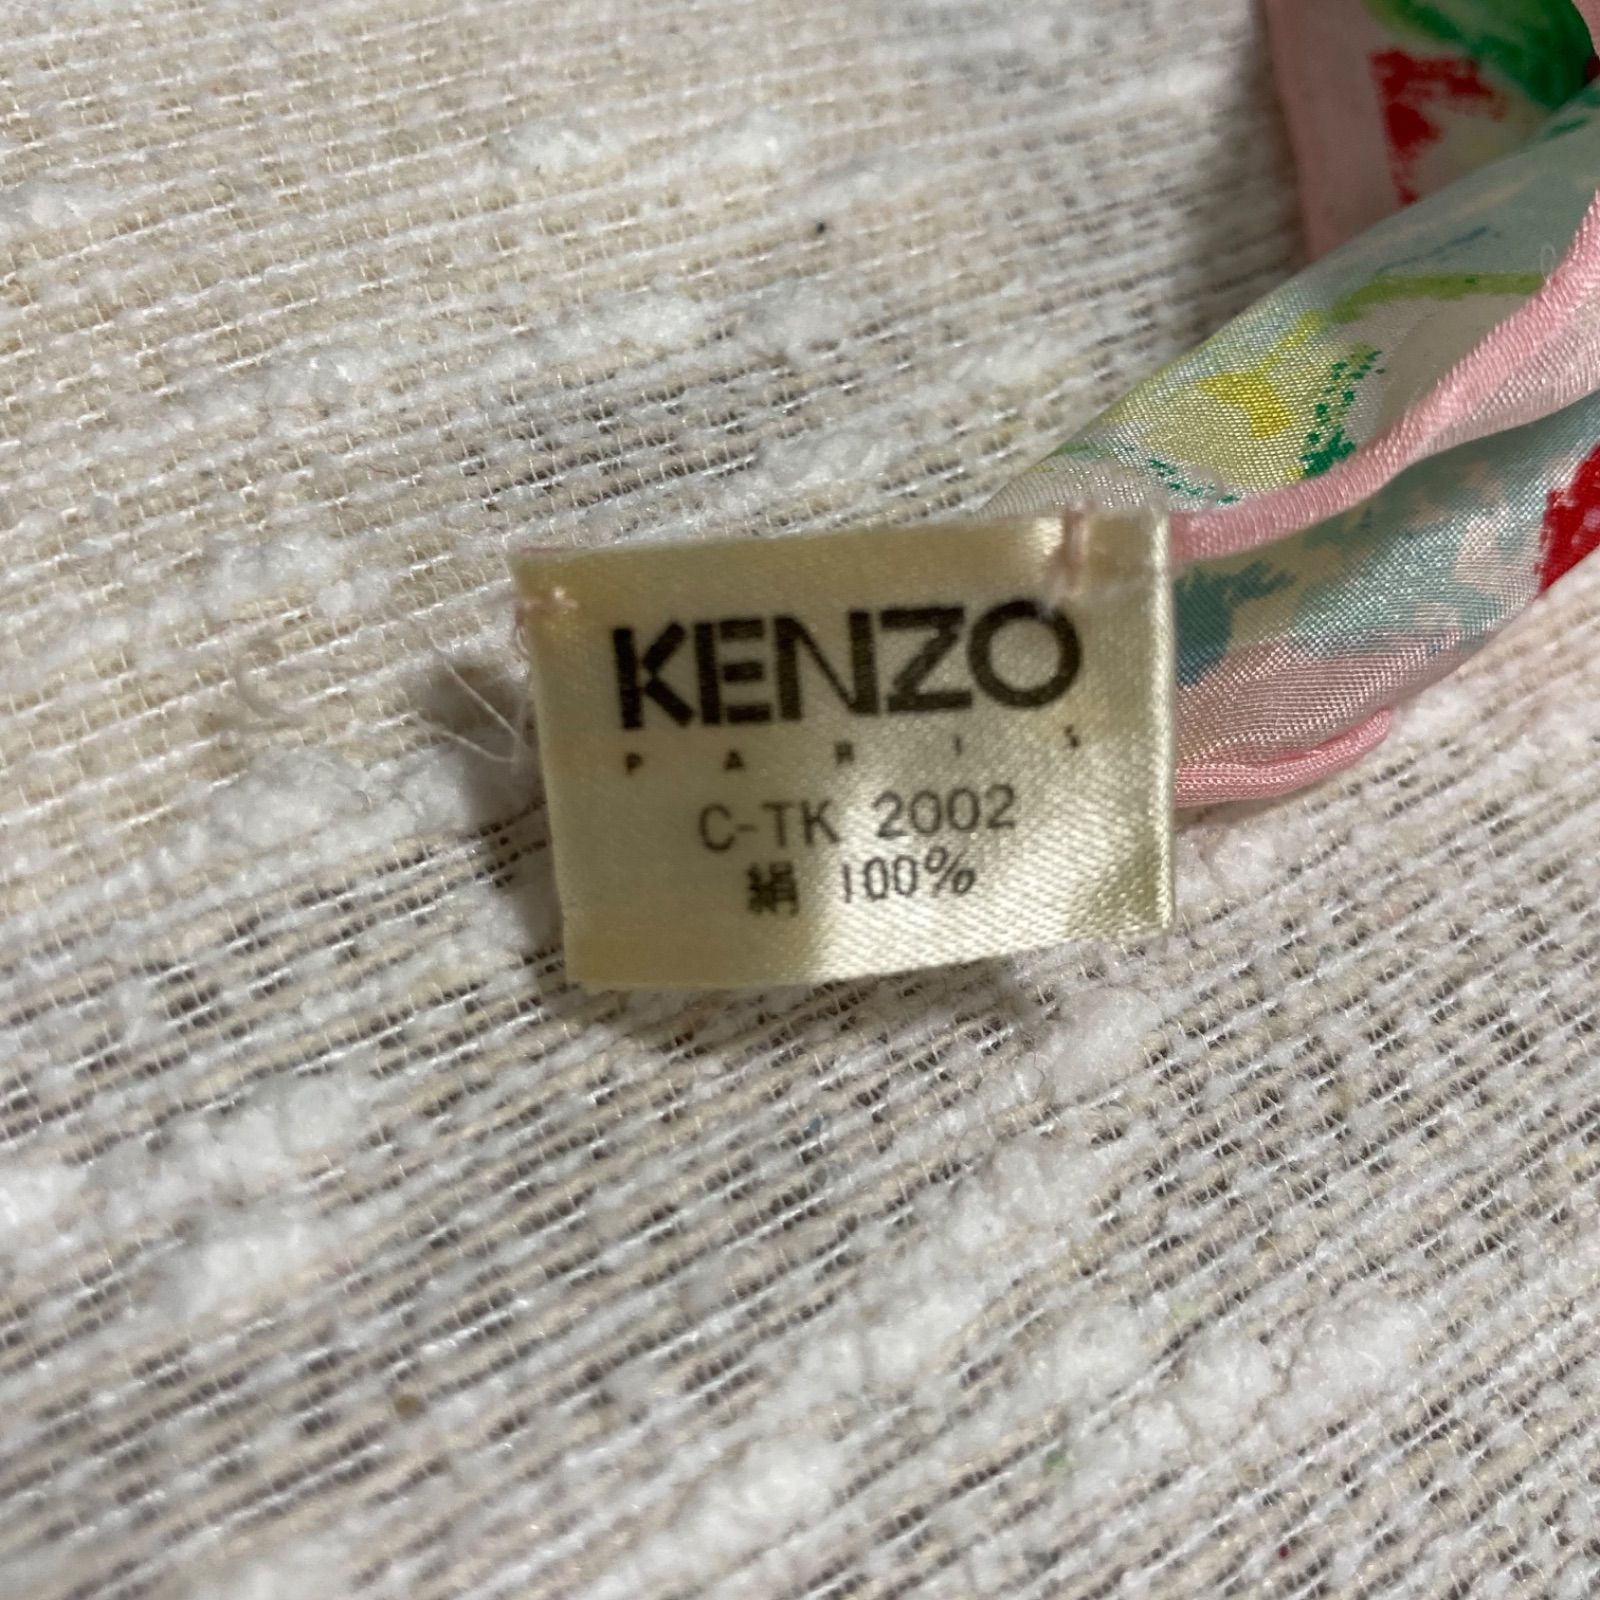 KENZO
PARIS
C-TK 2002
絹 100%